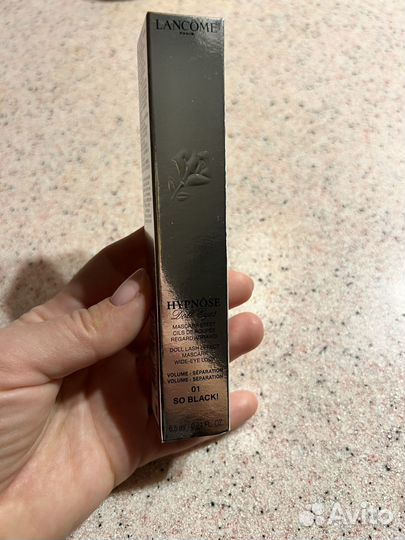 LANCÔME
PARIS
HYPNÔSE
Doll Eyes
MASCARA EFFET
CILS DE POUPÉE
REGARD AGRANDI
DOLL LASH EFFECT
MASCARA
WIDE-EYE LOOK
VOLUME - SÉPARATION
VOLUME - SEPARATION
01
SO BLACK!
6.5 ml - 0.21 FL. OZ
Avito